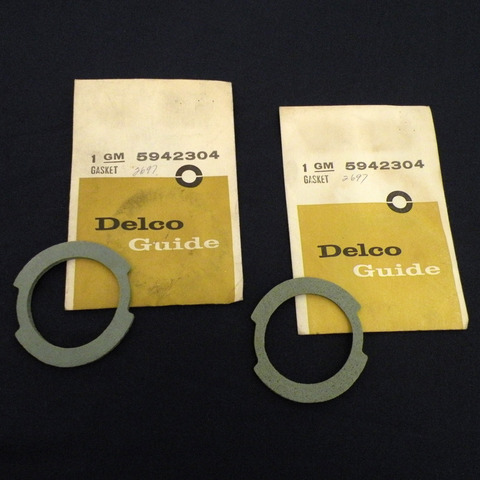 1 GM 5942304
GASKET 2697
Delco
Guide
1 GM 5942304
GASKET 2697
Delco
Guide